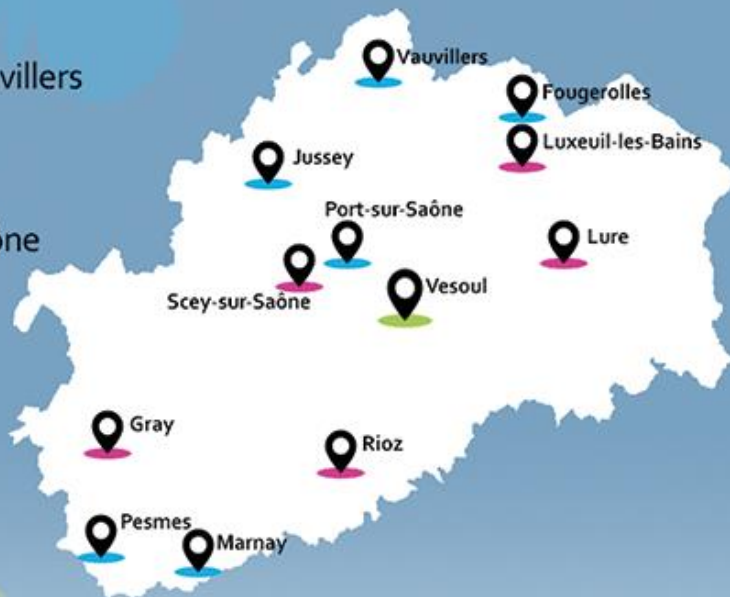 Vauvillers
villers
Fougerolles
Luxeuil-les-Bains
Jussey
Port-sur-Saône
Lure
ône
Vesoul
Scey-sur-Saône
Gray
Rioz
Pesmes
Marnay